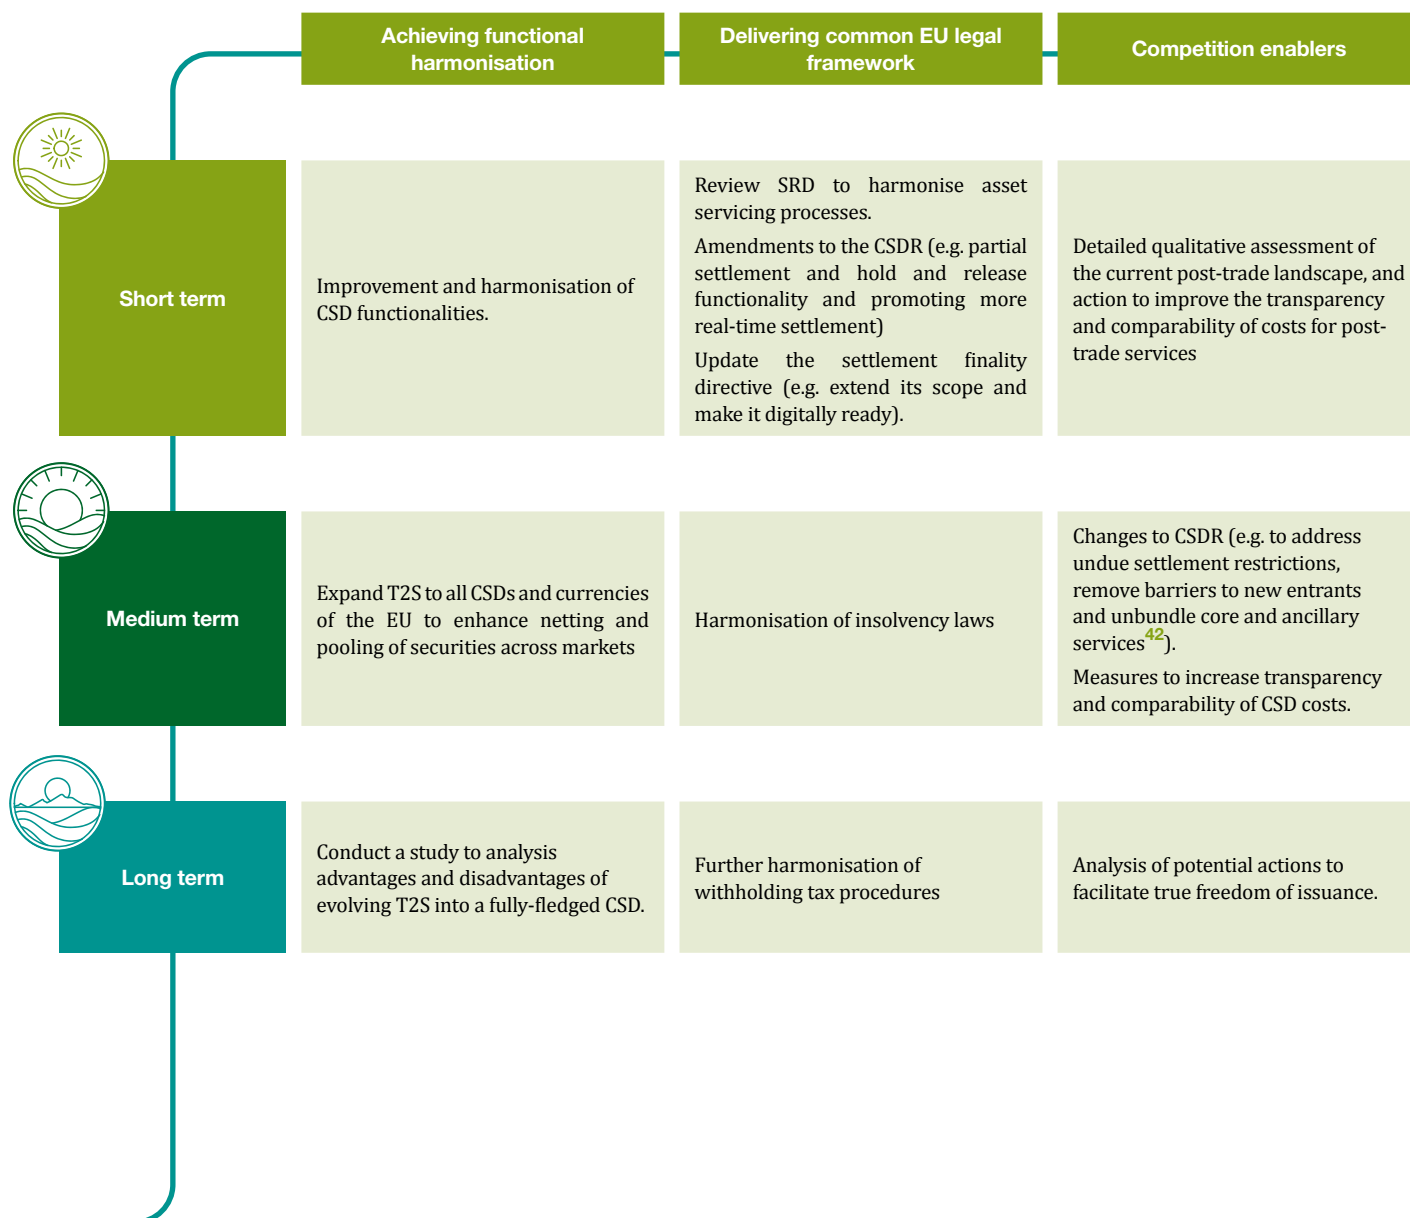 Achieving functional
harmonisation
Delivering common EU legal
framework
Competition enablers
Short term
Improvement and harmonisation of
CSD functionalities.
Review SRD to harmonise asset
servicing processes.
Amendments to the CSDR (e.g. partial
settlement and hold and release
functionality and promoting more
real-time settlement)
Update the settlement finality
directive (e.g. extend its scope and
make it digitally ready).
Detailed qualitative assessment of
the current post-trade landscape, and
action to improve the transparency
and comparability of costs for post-
trade services
Medium term
Expand T2S to all CSDs and currencies
of the EU to enhance netting and
pooling of securities across markets
Harmonisation of insolvency laws
Changes to CSDR (e.g. to address
undue settlement restrictions,
remove barriers to new entrants
and unbundle core and ancillary
services42).
Measures to increase transparency
and comparability of CSD costs.
Long term
Conduct a study to analysis
advantages and disadvantages of
evolving T2S into a fully-fledged CSD.
Further harmonisation of
withholding tax procedures
Analysis of potential actions to
facilitate true freedom of issuance.